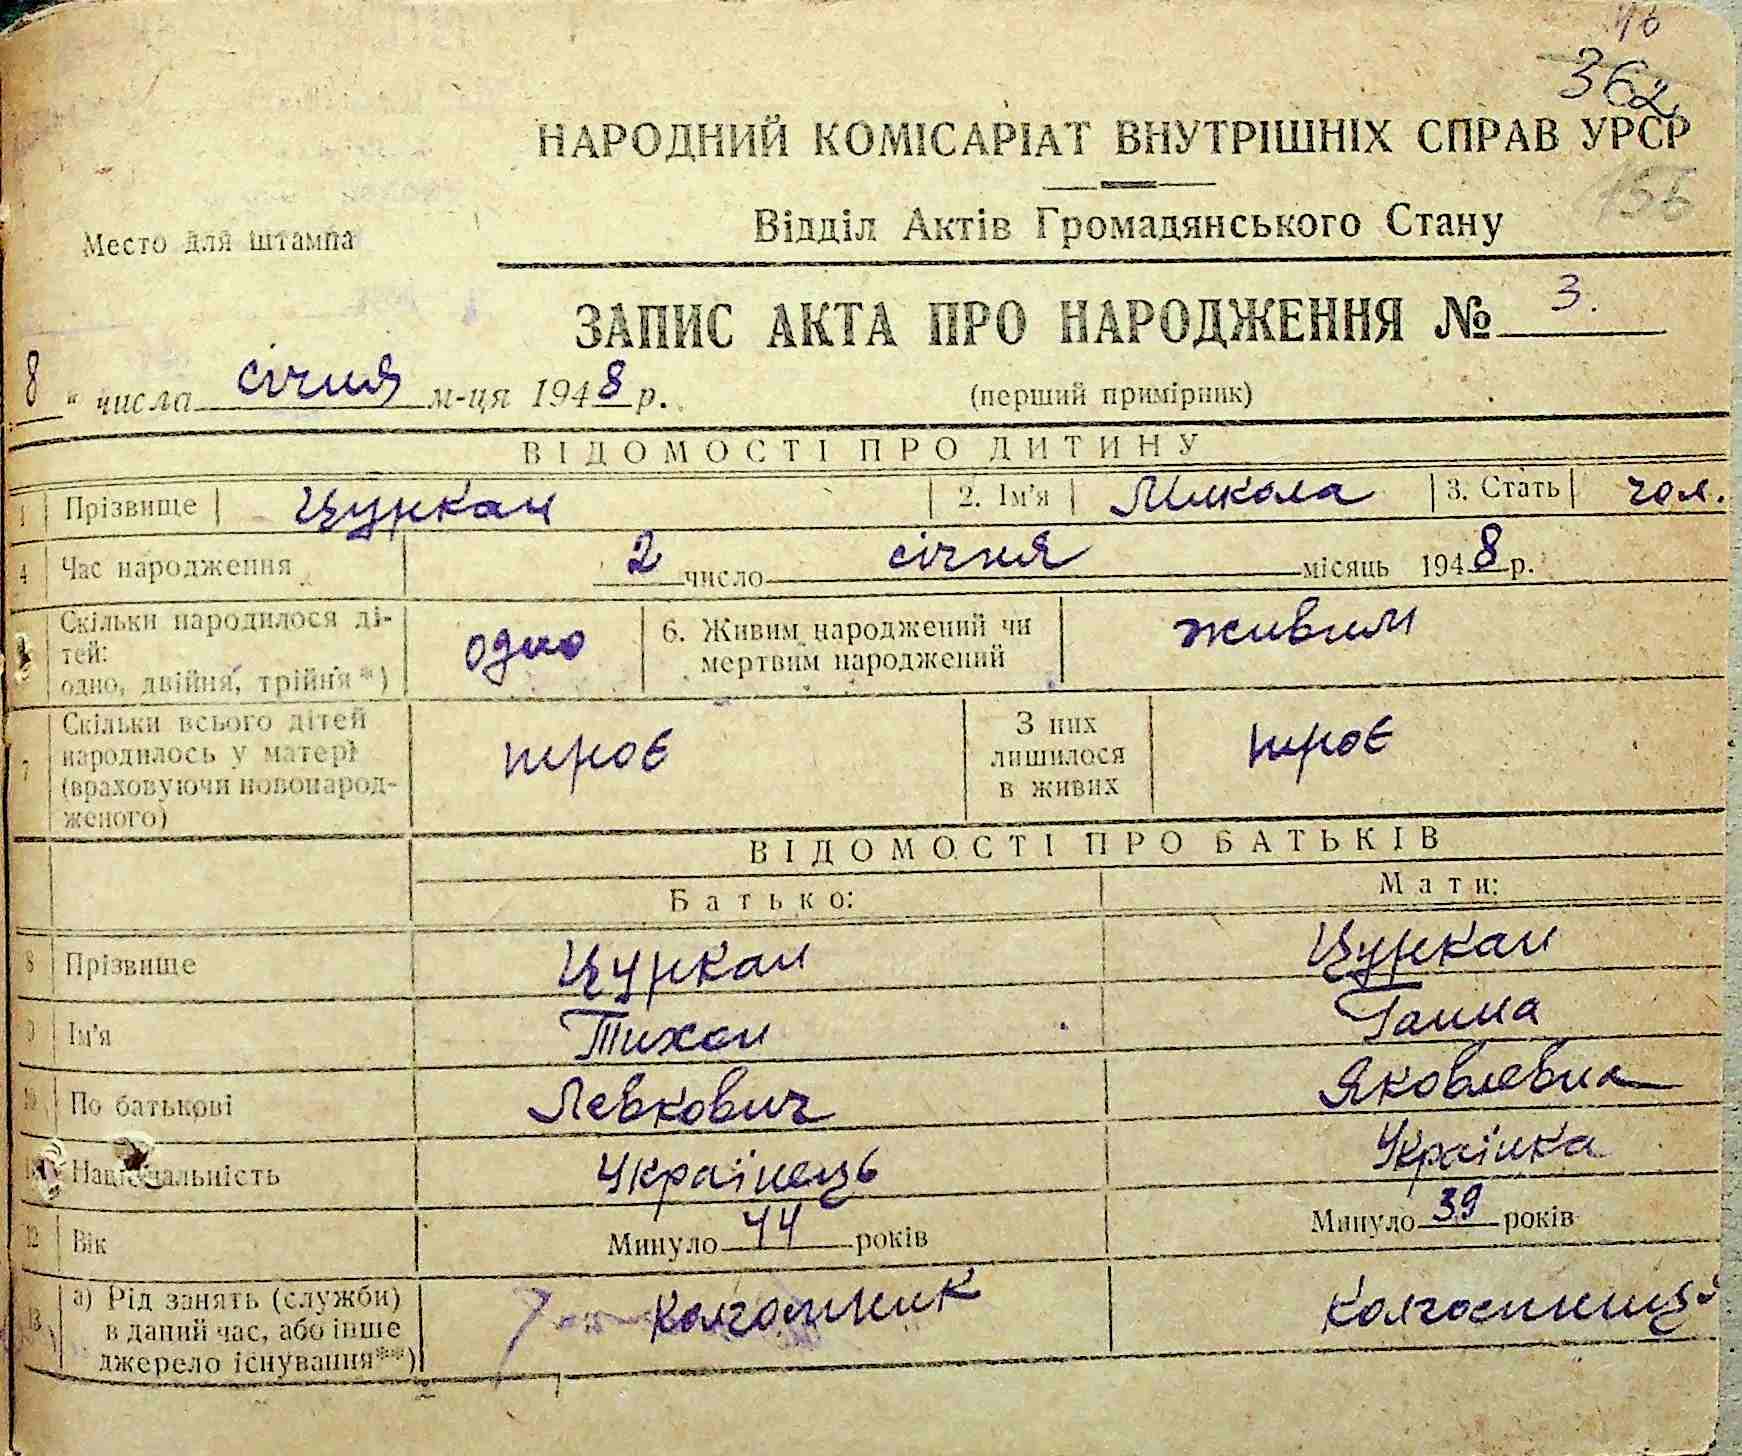 362
НАРОДНИЙ КОМІСАРІАТ ВНУТРІШНІХ СПРАВ УРСР
156
Відділ Актів Громадянського Стану
Место для штампа
ЗАПИС АКТА ПРО НАРОДЖЕННЯ № 3.
8 " числа січня м-ця 1948 р. (перший примірник)
ВІДОМОСТІ ПРО ДИТИНУ
1 Прізвище Цуркан 2. Ім'я Микола 3. Стать чол.
4 Час народження 2 число січня місяць 1948 р.
Скільки народилося ді-
тей:
одно, двійня, трійня*) одно 6. Живим народжений чи
мертвим народжений живим
7 Скільки всього дітей
народилось у матері
(враховуючи новонарод-
женого) троє З них
лишилося
в живих троє
ВІДОМОСТІ ПРО БАТЬКІВ
Батько: Мати:
8 Прізвище Цуркан Цуркан
9 Ім'я Тихон Ганна
10 По батькові Левкович Яковлевна
11 Національність Українець Українка
12 Вік Минуло 44 років Минуло 39 років
13 а) Рід занять (служби)
в даний час, або інше
джерело існування**) Колгоспник Колгоспниця